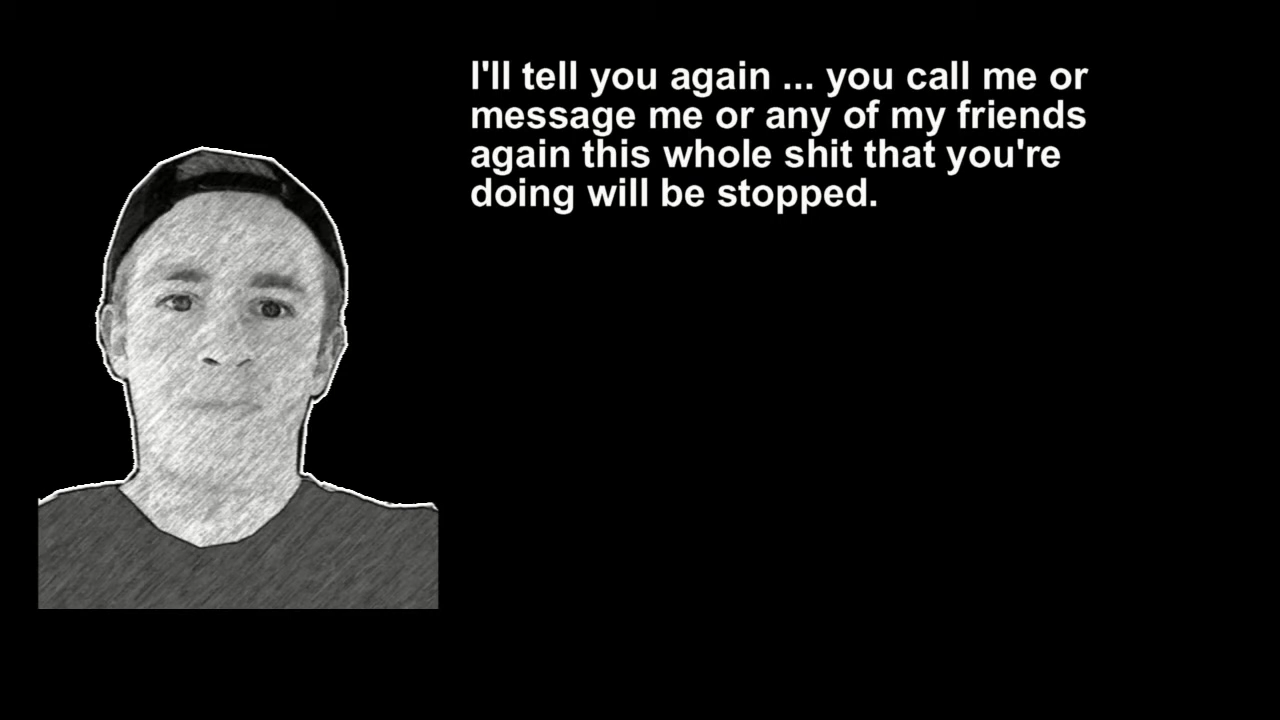 I'll tell you again ... you call me or
message me or any of my friends
again this whole shit that you're
doing will be stopped.